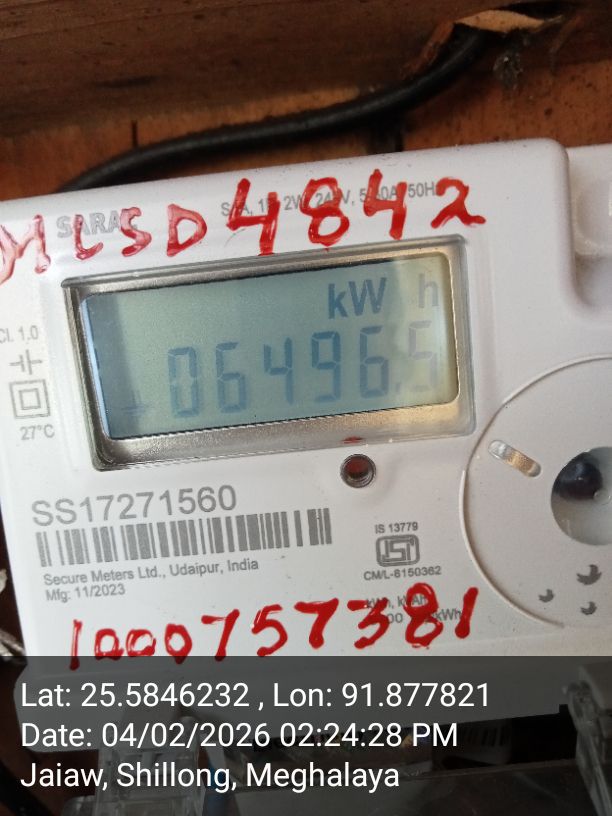 MLSD4842
kW h
06496.5
CL 1.0
27°C
SS17271560
IS 13779
Secure Meters Ltd., Udaipur, India
CM/L-6150362
Mfg: 11/2023
1000757381
Lat: 25.5846232 , Lon: 91.877821
Date: 04/02/2026 02:24:28 PM
Jaiaw, Shillong, Meghalaya